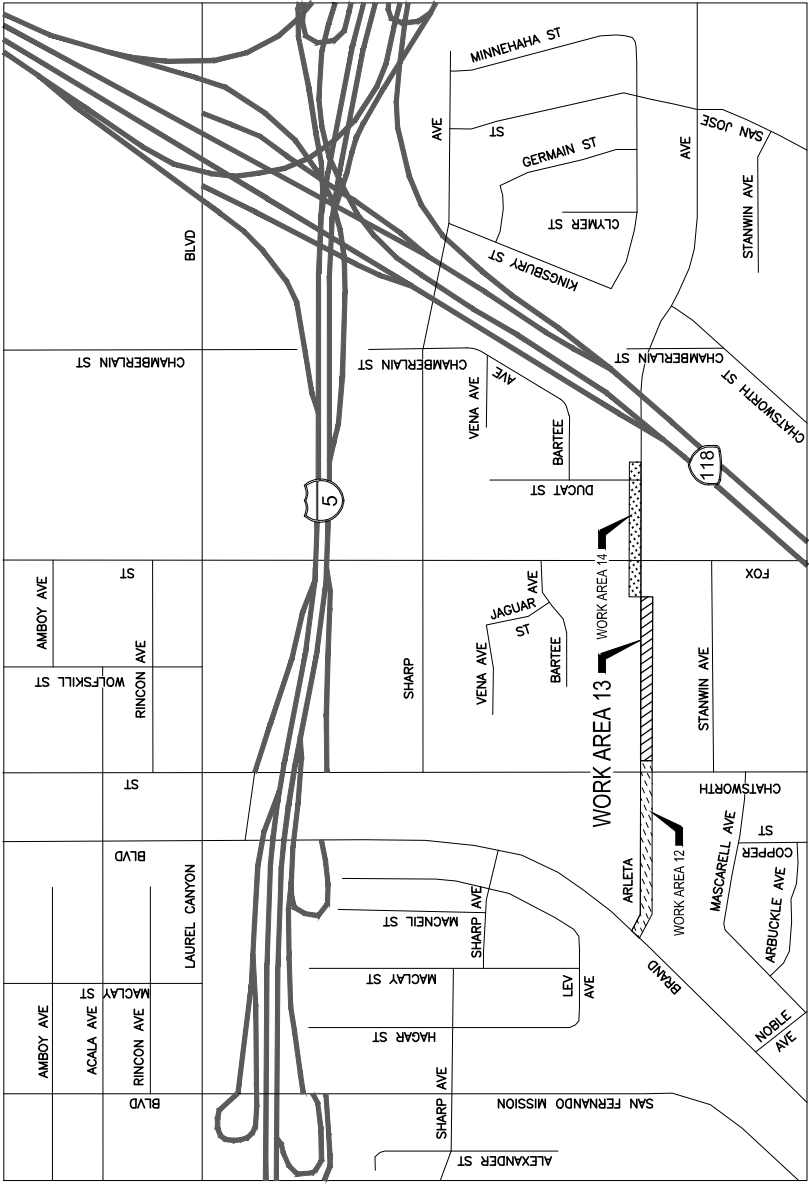 MINNEHAHA ST
AVE
ST
SAN JOSE
AVE
GERMAIN ST
STANWIN AVE
CLYMER ST
BLVD
KINGSBURY ST
CHAMBERLAIN ST
CHAMBERLAIN ST
CHAMBERLAIN ST
AVE
VENA AVE
CHATSWORTH ST
BARTEE
118
DUCAT ST
5
WORK AREA 14
FOX
ST
AMBOY AVE
AVE
JAGUAR
ST
RINCON AVE
WOLFSKILL ST
VENA AVE
BARTEE
SHARP
STANWIN AVE
WORK AREA 13
ST
CHATSWORTH
MASCARELL AVE
ST
COPPER
BLVD
LAUREL CANYON
ARLETA
WORK AREA 12
ARBUCKLE AVE
MACNEIL ST
SHARP AVE
BRAND
MACLAY ST
MACLAY ST
LEV
AVE
NOBLE
AVE
AMBOY AVE
ACALA AVE
RINCON AVE
HAGAR ST
SHARP AVE
BLVD
SAN FERNANDO MISSION
ALEXANDER ST